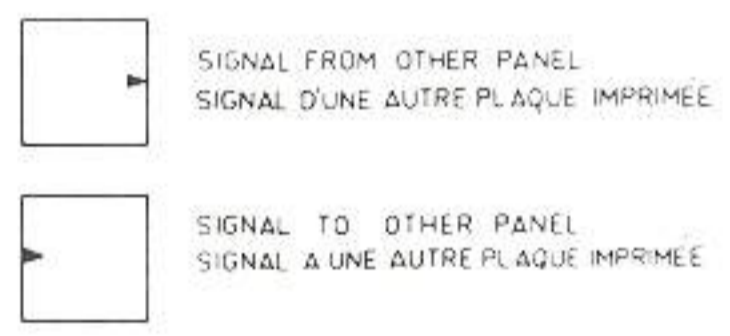 SIGNAL FROM OTHER PANEL
SIGNAL D'UNE AUTRE PLAQUE IMPRIMEE
SIGNAL TO OTHER PANEL
SIGNAL A UNE AUTRE PLAQUE IMPRIMEE